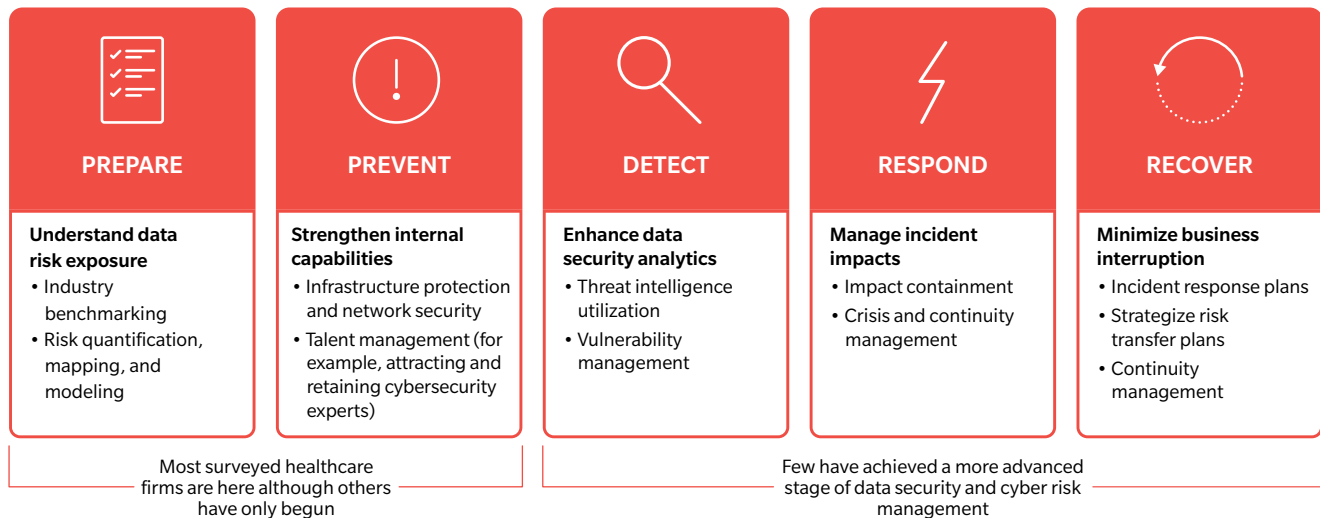 PREPARE
Understand data
risk exposure
• Industry
benchmarking
• Risk quantification,
mapping, and
modeling
PREVENT
Strengthen internal
capabilities
• Infrastructure protection
and network security
• Talent management (for
example, attracting and
retaining cybersecurity
experts)
DETECT
Enhance data
security analytics
• Threat intelligence
utilization
• Vulnerability
management
RESPOND
Manage incident
impacts
• Impact containment
• Crisis and continuity
management
RECOVER
Minimize business
interruption
• Incident response plans
• Strategize risk
transfer plans
• Continuity
management
Most surveyed healthcare
firms are here although others
have only begun
Few have achieved a more advanced
stage of data security and cyber risk
management